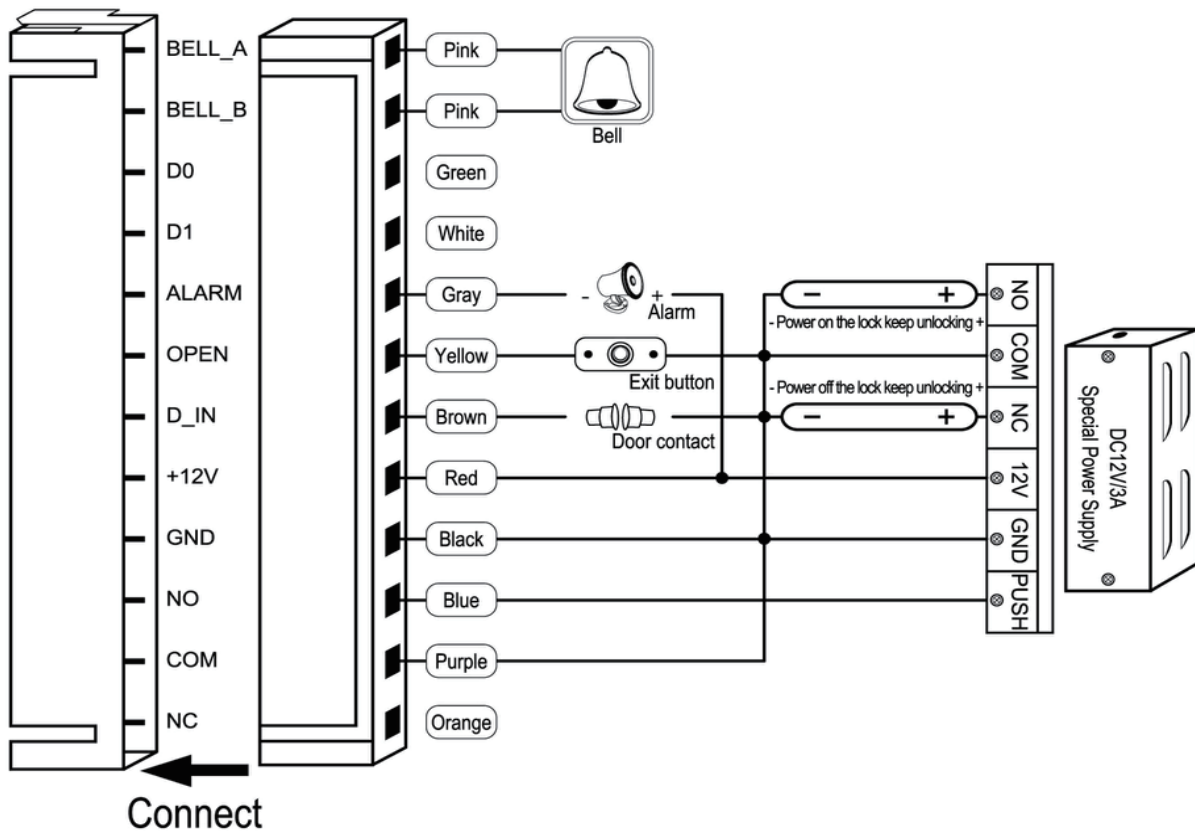 BELL_A
Pink
BELL_B
Pink
Bell
D0
Green
D1
White
ALARM
Gray
- +
Alarm
- +
NO
- Power on the lock keep unlocking +
OPEN
Yellow
Exit button
COM
- Power off the lock keep unlocking +
D_IN
Brown
Door contact
- +
NC
+12V
Red
12V
GND
Black
GND
NO
Blue
PUSH
COM
Purple
NC
Orange
DC12V/3A
Special Power Supply
Connect